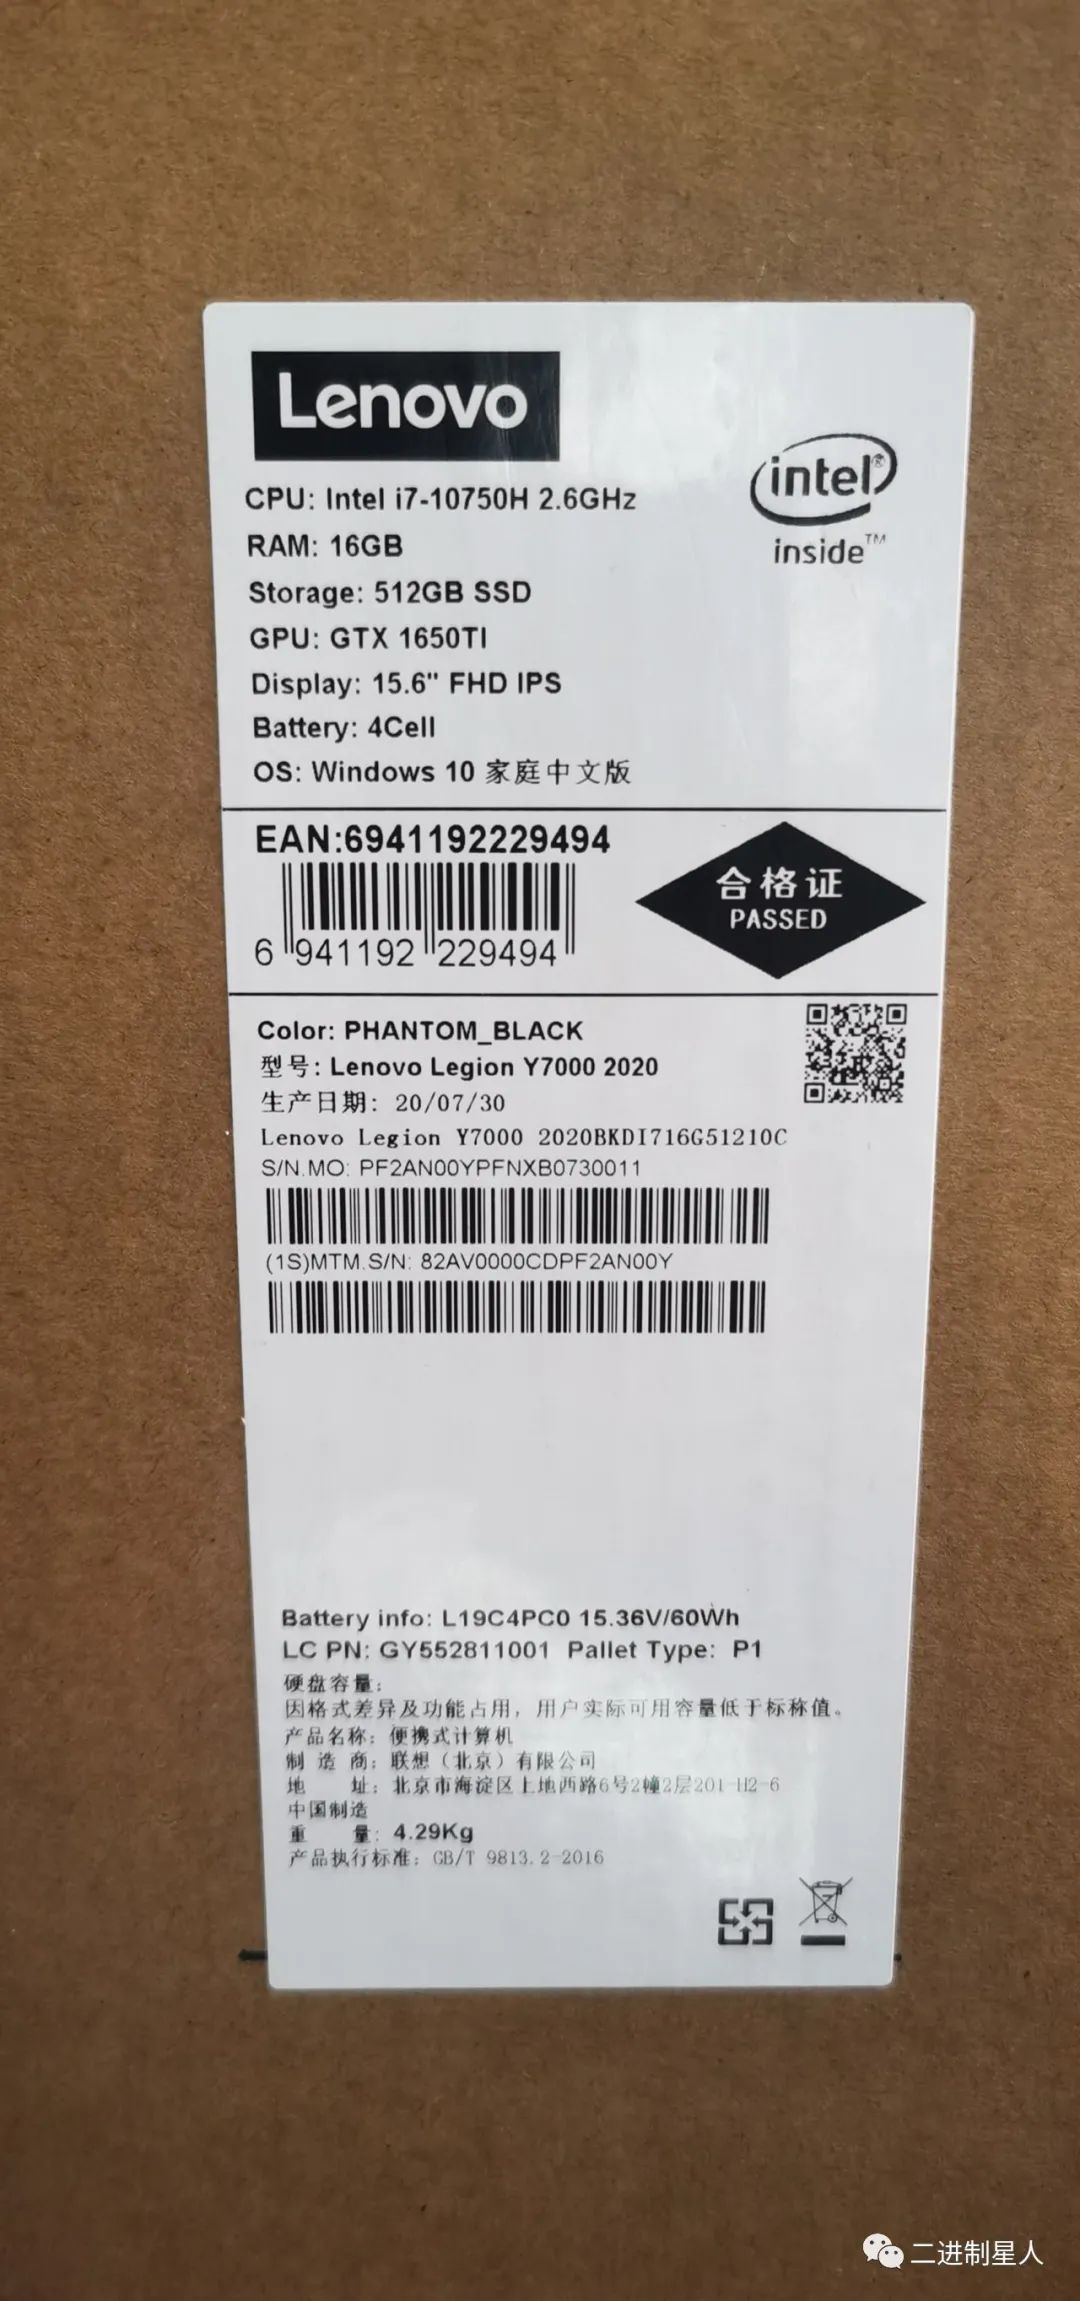 Lenovo
intel®
inside™
CPU: Intel i7-10750H 2.6GHz
RAM: 16GB
Storage: 512GB SSD
GPU: GTX 1650TI
Display: 15.6" FHD IPS
Battery: 4Cell
OS: Windows 10 家庭中文版
EAN:6941192229494
6 941192 229494
合格证
PASSED
Color: PHANTOM_BLACK
型号: Lenovo Legion Y7000 2020
生产日期: 20/07/30
Lenovo Legion Y7000 2020BKDI716G51210C
S/N.MO: PF2AN00YPFNXB0730011
(1S)MTM.S/N: 82AV0000CDPF2AN00Y
Battery info: L19C4PC0 15.36V/60Wh
LC PN: GY552811001 Pallet Type: P1
硬盘容量:
因格式差异及功能占用，用户实际可用容量低于标称值。
产品名称: 便携式计算机
制 造 商: 联想（北京）有限公司
地 址: 北京市海淀区上地西路6号2幢2层201-H2-6
中国制造
重 量: 4.29Kg
产品执行标准: GB/T 9813.2-2016
二进制星人